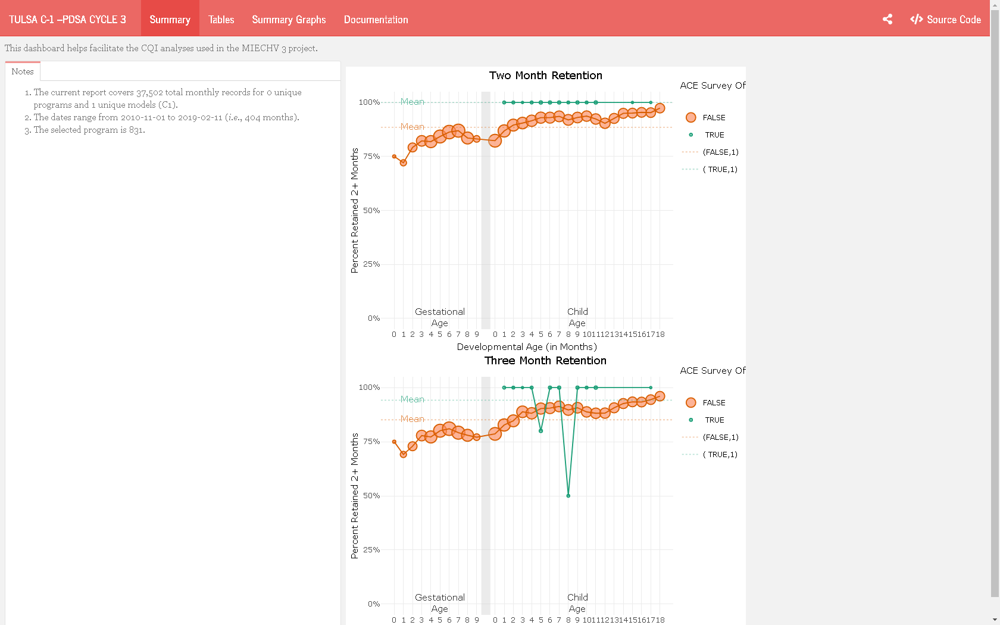 TULSA C-1 –PDSA CYCLE 3
Summary
Tables
Summary Graphs
Documentation
Source Code
This dashboard helps facilitate the CQI analyses used in the MIECHV 3 project.
Notes
1. The current report covers 37,502 total monthly records for 0 unique
programs and 1 unique models (C1).
2. The dates range from 2010-11-01 to 2019-02-11 (i.e., 404 months).
3. The selected program is 831.
Two Month Retention
ACE Survey Of
100%
75%
50%
25%
0%
Mean
Mean
Percent Retained 2+ Months
FALSE
TRUE
(FALSE,1)
( TRUE,1)
Gestational
Age
Child
Age
0 1 2 3 4 5 6 7 8 9 0 1 2 3 4 5 6 7 8 9 10 11 12 13 14 15 16 17 18
Developmental Age (in Months)
Three Month Retention
ACE Survey Of
100%
75%
50%
25%
0%
Mean
Mean
Percent Retained 2+ Months
FALSE
TRUE
(FALSE,1)
( TRUE,1)
Gestational
Age
Child
Age
0 1 2 3 4 5 6 7 8 9 0 1 2 3 4 5 6 7 8 9 10 11 12 13 14 15 16 17 18